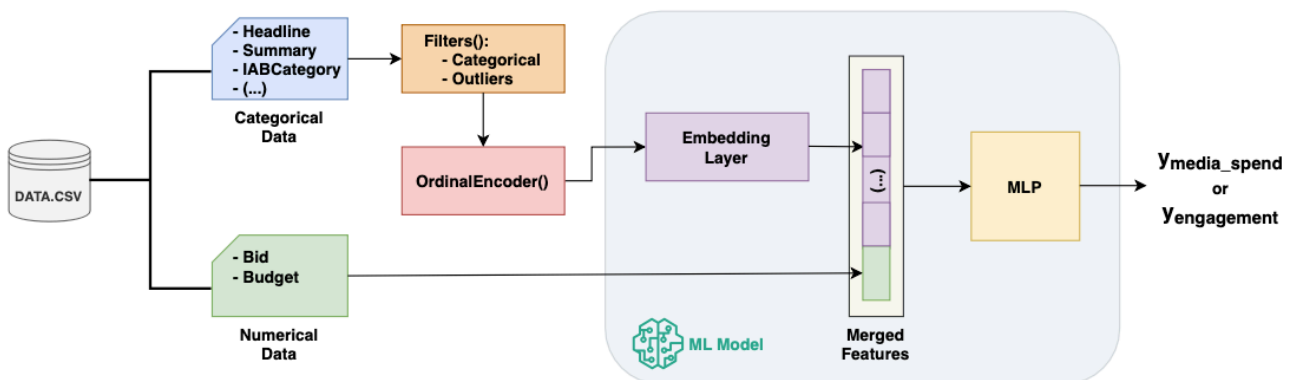 DATA.CSV
- Headline
- Summary
- IABCategory
- (...)
Categorical
Data
Filters():
- Categorical
- Outliers
OrdinalEncoder()
- Bid
- Budget
Numerical
Data
Embedding
Layer
(...)
Merged
Features
ML Model
MLP
ymedia_spend
or
yengagement